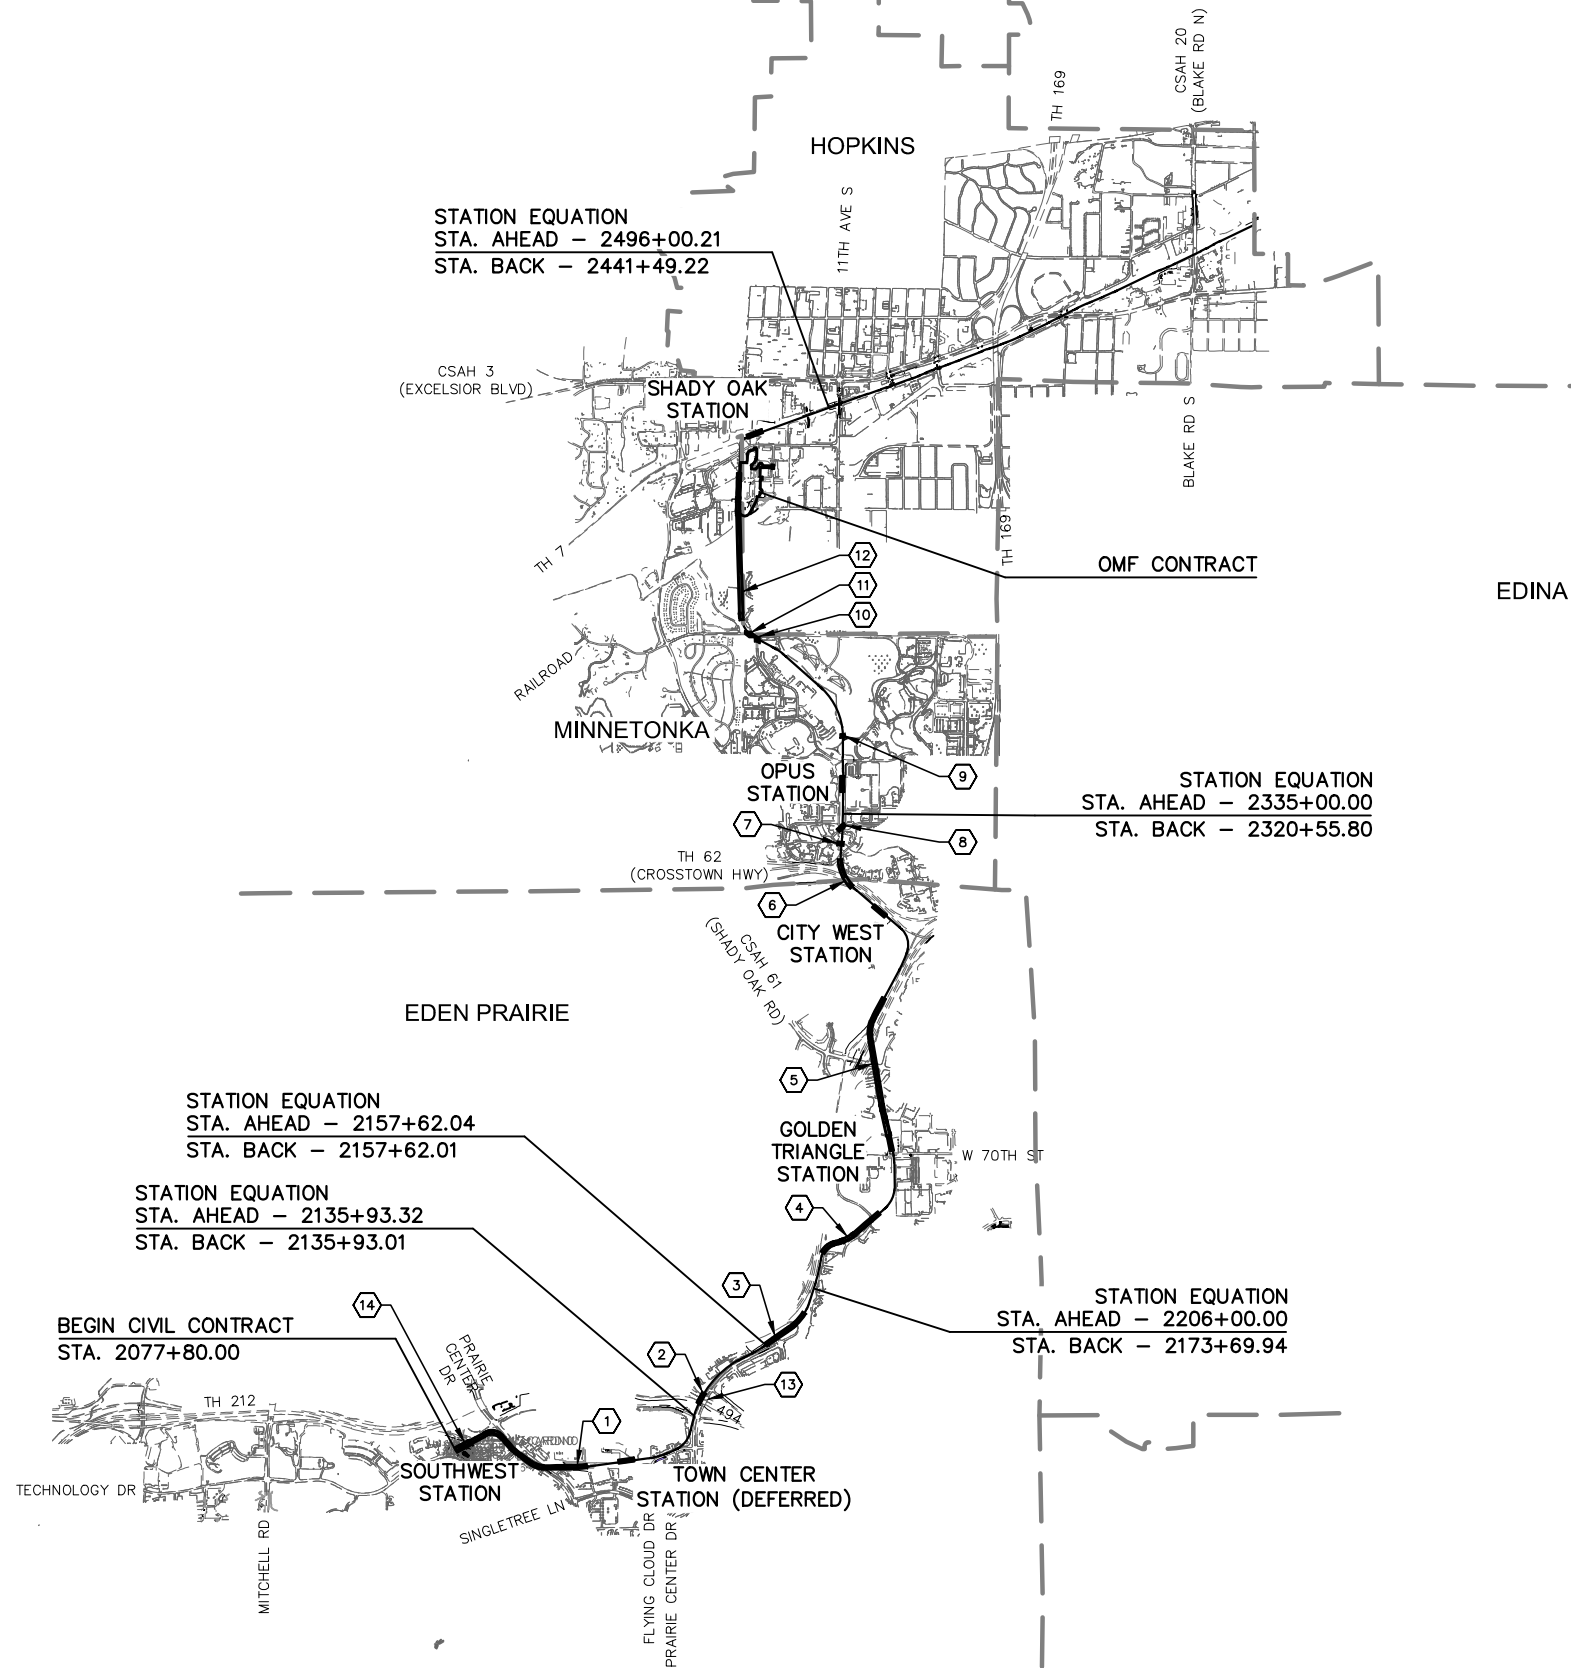 CSAH 20
(BLAKE RD N)
TH 169
HOPKINS
11TH AVE S
STATION EQUATION
STA. AHEAD – 2496+00.21
STA. BACK – 2441+49.22
CSAH 3
(EXCELSIOR BLVD)
SHADY OAK
STATION
BLAKE RD S
TH 7
TH 169
12
11
10
OMF CONTRACT
EDINA
RAILROAD
MINNETONKA
OPUS
STATION
9
STATION EQUATION
STA. AHEAD – 2335+00.00
STA. BACK – 2320+55.80
7
8
TH 62
(CROSSTOWN HWY)
6
CITY WEST
STATION
CSAH 61
(SHADY OAK RD)
EDEN PRAIRIE
5
STATION EQUATION
STA. AHEAD – 2157+62.04
STA. BACK – 2157+62.01
GOLDEN
TRIANGLE
STATION
W 70TH ST
STATION EQUATION
STA. AHEAD – 2135+93.32
STA. BACK – 2135+93.01
4
3
14
STATION EQUATION
STA. AHEAD – 2206+00.00
STA. BACK – 2173+69.94
BEGIN CIVIL CONTRACT
STA. 2077+80.00
PRAIRIE
CENTER
DR
2
13
494
TH 212
1
SOUTHWEST
STATION
TOWN CENTER
STATION (DEFERRED)
TECHNOLOGY DR
SINGLETREE LN
MITCHELL RD
FLYING CLOUD DR
PRAIRIE CENTER DR